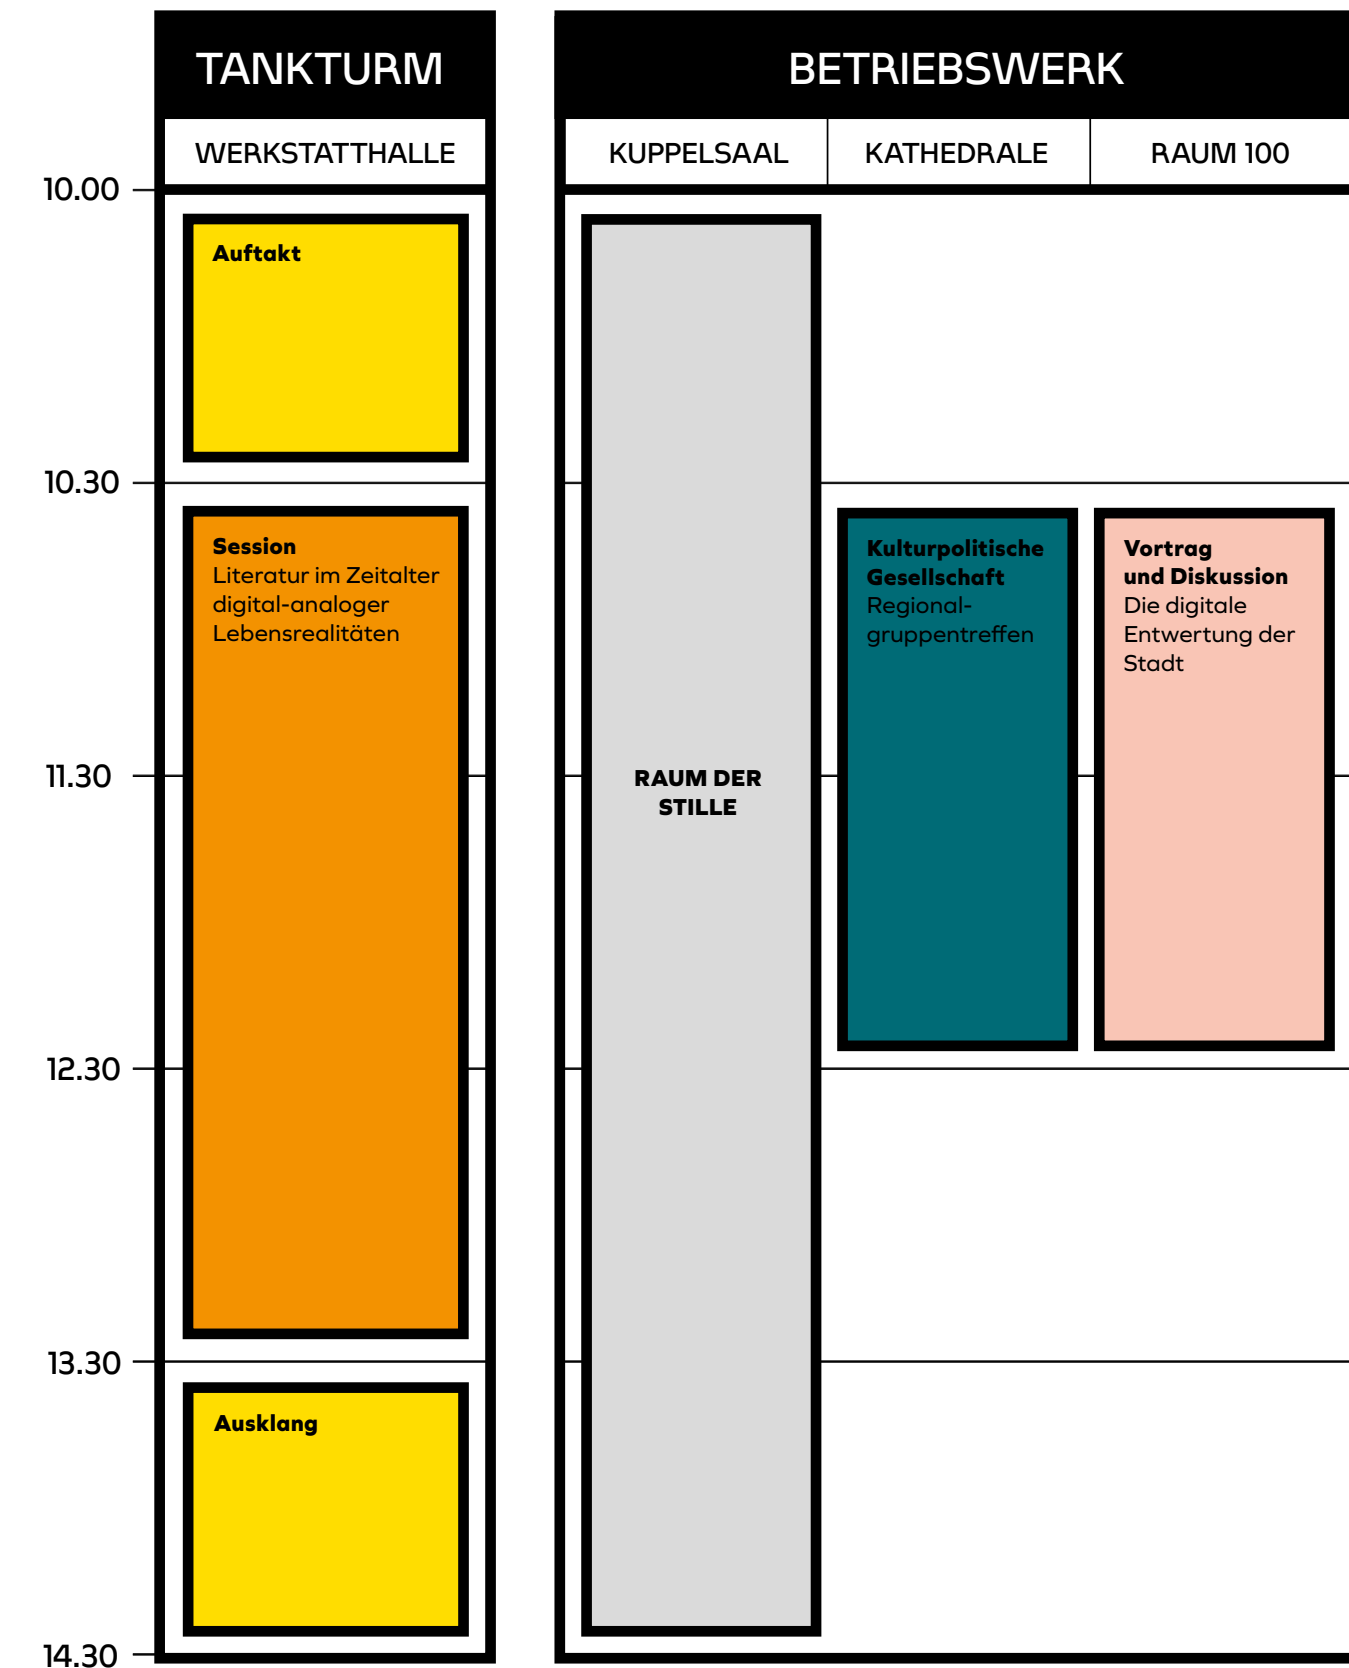 TANKTURM
BETRIEBSWERK
WERKSTATTHALLE
KUPPELSAAL
KATHEDRALE
RAUM 100
10.00
Auftakt
10.30
Session
Literatur im Zeitalter
digital-analoger
Lebensrealitäten
Kulturpolitische
Gesellschaft
Regional-
gruppentreffen
Vortrag
und Diskussion
Die digitale
Entwertung der
Stadt
11.30
RAUM DER
STILLE
12.30
13.30
Ausklang
14.30